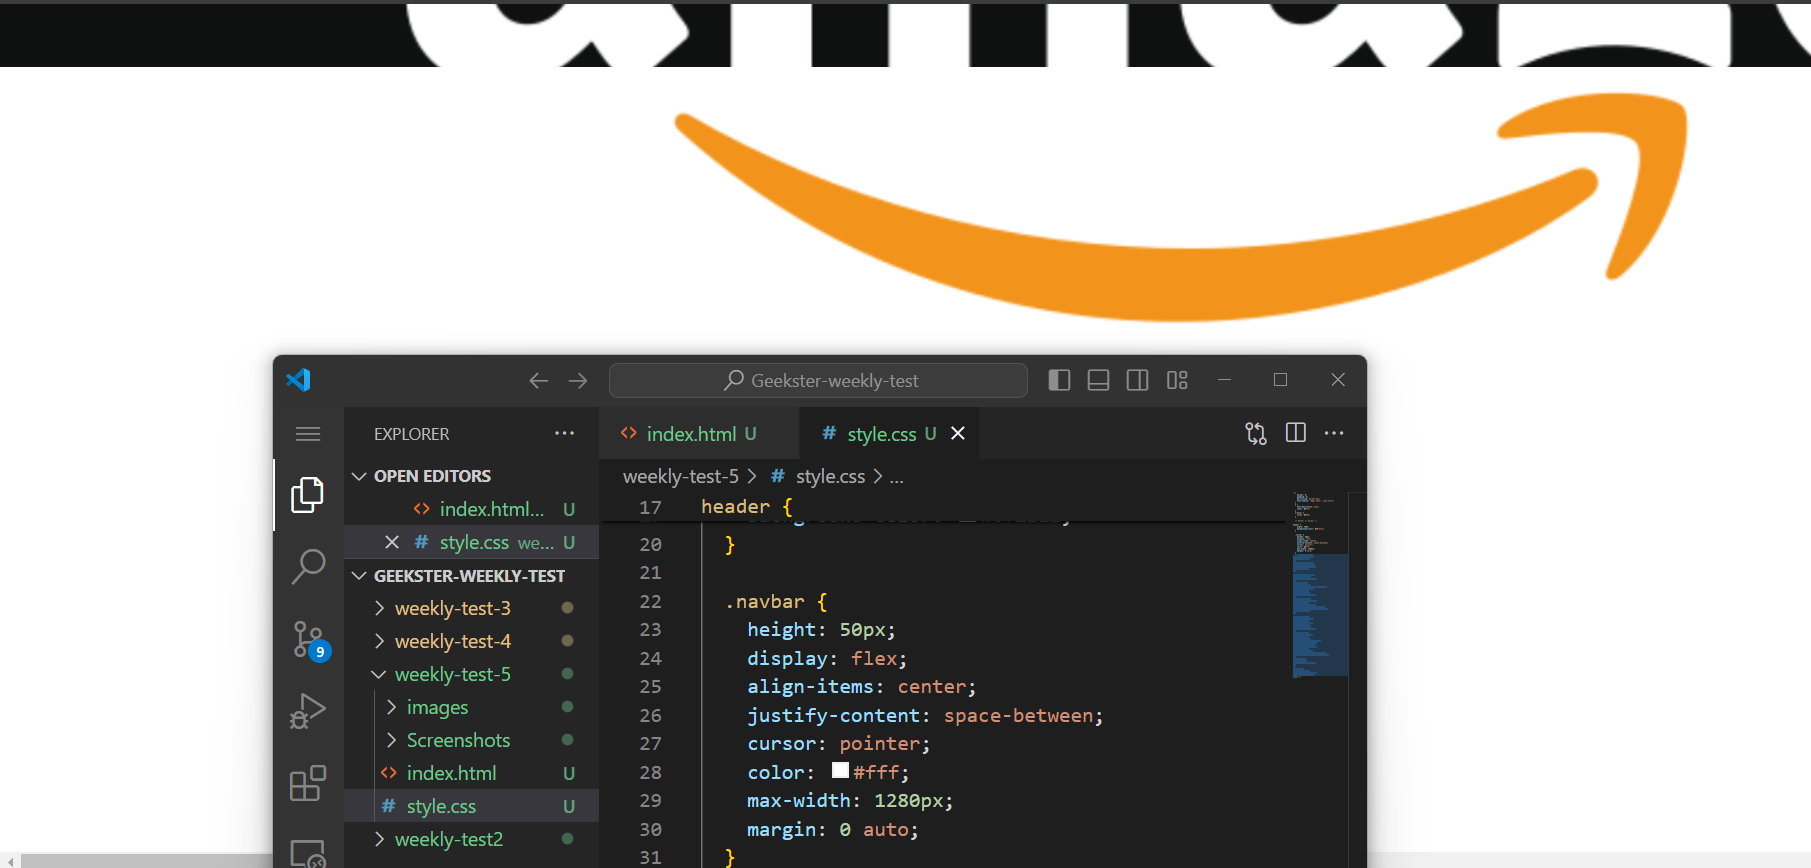 amazo
Geekster-weekly-test
EXPLORER
index.html U
style.css U
OPEN EDITORS
index.html... U
style.css we... U
GEEKSTER-WEEKLY-TEST
weekly-test-3
weekly-test-4
weekly-test-5
images
Screenshots
index.html U
style.css U
weekly-test2
9
weekly-test-5 > style.css > ...
17 header {
20 }
21
22 .navbar {
23 height: 50px;
24 display: flex;
25 align-items: center;
26 justify-content: space-between;
27 cursor: pointer;
28 color: #fff;
29 max-width: 1280px;
30 margin: 0 auto;
31 }